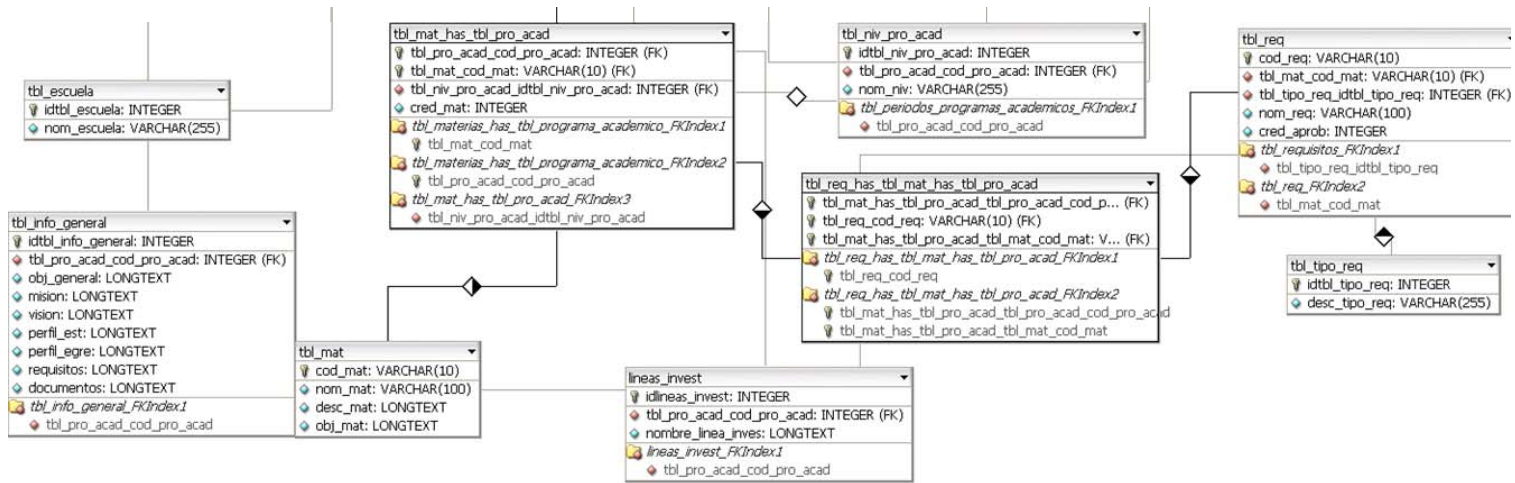 tbl_escuela
idtbl_escuela: INTEGER
nom_escuela: VARCHAR(255)
tbl_info_general
idtbl_info_general: INTEGER
tbl_pro_acad_cod_pro_acad: INTEGER (FK)
obj_general: LONGTEXT
mision: LONGTEXT
vision: LONGTEXT
perfil_est: LONGTEXT
perfil_egre: LONGTEXT
requisitos: LONGTEXT
documentos: LONGTEXT
tbl_info_general_FKIndex1
tbl_pro_acad_cod_pro_acad
tbl_mat_has_tbl_pro_acad
tbl_pro_acad_cod_pro_acad: INTEGER (FK)
tbl_mat_cod_mat: VARCHAR(10) (FK)
tbl_niv_pro_acad_idtbl_niv_pro_acad: INTEGER (FK)
cred_mat: INTEGER
tbl_materias_has_tbl_programa_academico_FKIndex1
tbl_mat_cod_mat
tbl_materias_has_tbl_programa_academico_FKIndex2
tbl_pro_acad_cod_pro_acad
tbl_mat_has_tbl_pro_acad_FKIndex3
tbl_niv_pro_acad_idtbl_niv_pro_acad
tbl_mat
cod_mat: VARCHAR(10)
nom_mat: VARCHAR(100)
desc_mat: LONGTEXT
obj_mat: LONGTEXT
lineas_invest
idlineas_invest: INTEGER
tbl_pro_acad_cod_pro_acad: INTEGER (FK)
nombre_linea_inves: LONGTEXT
lineas_invest_FKIndex1
tbl_pro_acad_cod_pro_acad
tbl_niv_pro_acad
idtbl_niv_pro_acad: INTEGER
tbl_pro_acad_cod_pro_acad: INTEGER (FK)
nom_niv: VARCHAR(255)
tbl_periodos_programas_academicos_FKIndex1
tbl_pro_acad_cod_pro_acad
tbl_req_has_tbl_mat_has_tbl_pro_acad
tbl_mat_has_tbl_pro_acad_tbl_pro_acad_cod_p... (FK)
tbl_req_cod_req: VARCHAR(10) (FK)
tbl_mat_has_tbl_pro_acad_tbl_mat_cod_mat: V... (FK)
tbl_req_has_tbl_mat_has_tbl_pro_acad_FKIndex1
tbl_req_cod_req
tbl_req_has_tbl_mat_has_tbl_pro_acad_FKIndex2
tbl_mat_has_tbl_pro_acad_tbl_pro_acad_cod_pro_acad
tbl_mat_has_tbl_pro_acad_tbl_mat_cod_mat
tbl_req
cod_req: VARCHAR(10)
tbl_mat_cod_mat: VARCHAR(10) (FK)
tbl_tipo_req_idtbl_tipo_req: INTEGER (FK)
nom_req: VARCHAR(100)
cred_aprob: INTEGER
tbl_requisitos_FKIndex1
tbl_tipo_req_idtbl_tipo_req
tbl_req_FKIndex2
tbl_mat_cod_mat
tbl_tipo_req
idtbl_tipo_req: INTEGER
desc_tipo_req: VARCHAR(255)